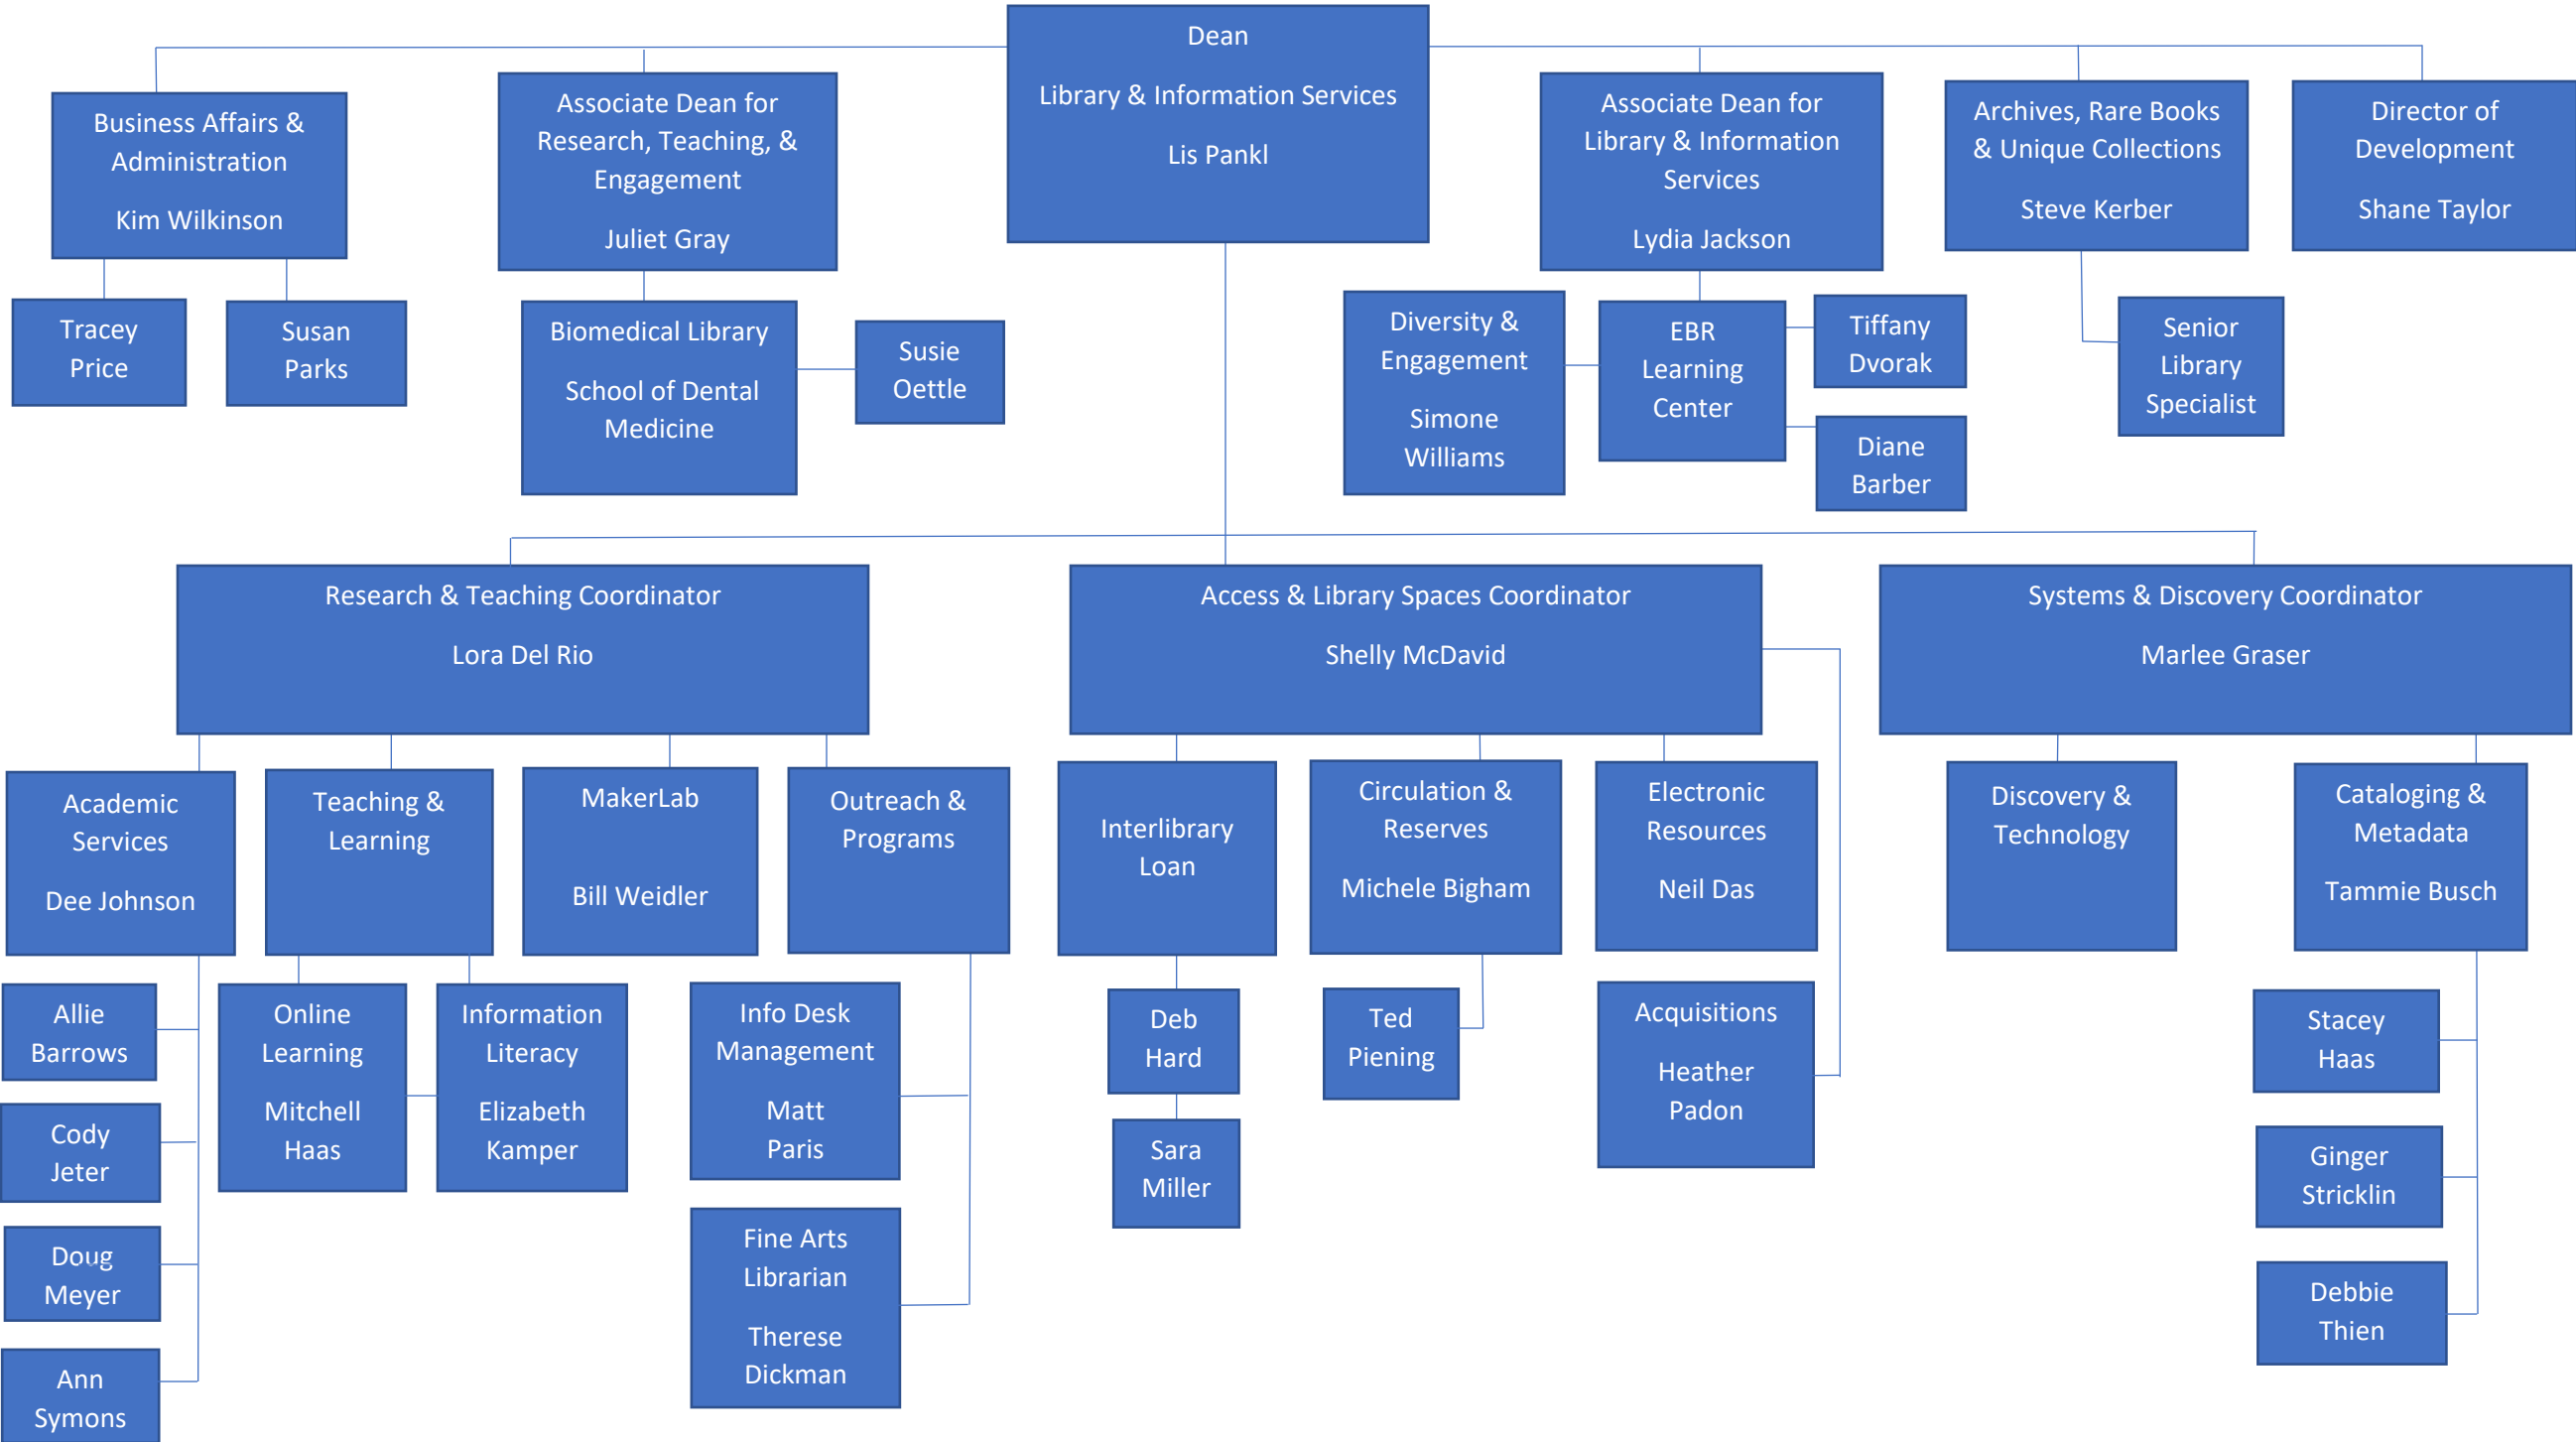 Dean
Library & Information Services
Lis Pankl
Business Affairs &
Administration
Kim Wilkinson
Associate Dean for
Research, Teaching, &
Engagement
Juliet Gray
Associate Dean for
Library & Information
Services
Lydia Jackson
Archives, Rare Books
& Unique Collections
Steve Kerber
Director of
Development
Shane Taylor
Tracey
Price
Susan
Parks
Biomedical Library
School of Dental
Medicine
Susie
Oettle
Diversity &
Engagement
Simone
Williams
EBR
Learning
Center
Tiffany
Dvorak
Diane
Barber
Senior
Library
Specialist
Research & Teaching Coordinator
Lora Del Rio
Access & Library Spaces Coordinator
Shelly McDavid
Systems & Discovery Coordinator
Marlee Graser
Academic
Services
Dee Johnson
Teaching &
Learning
MakerLab
Bill Weidler
Outreach &
Programs
Interlibrary
Loan
Circulation &
Reserves
Michele Bigham
Electronic
Resources
Neil Das
Discovery &
Technology
Cataloging &
Metadata
Tammie Busch
Allie
Barrows
Cody
Jeter
Doug
Meyer
Ann
Symons
Online
Learning
Mitchell
Haas
Information
Literacy
Elizabeth
Kamper
Info Desk
Management
Matt
Paris
Fine Arts
Librarian
Therese
Dickman
Deb
Hard
Sara
Miller
Ted
Piening
Acquisitions
Heather
Padon
Stacey
Haas
Ginger
Stricklin
Debbie
Thien